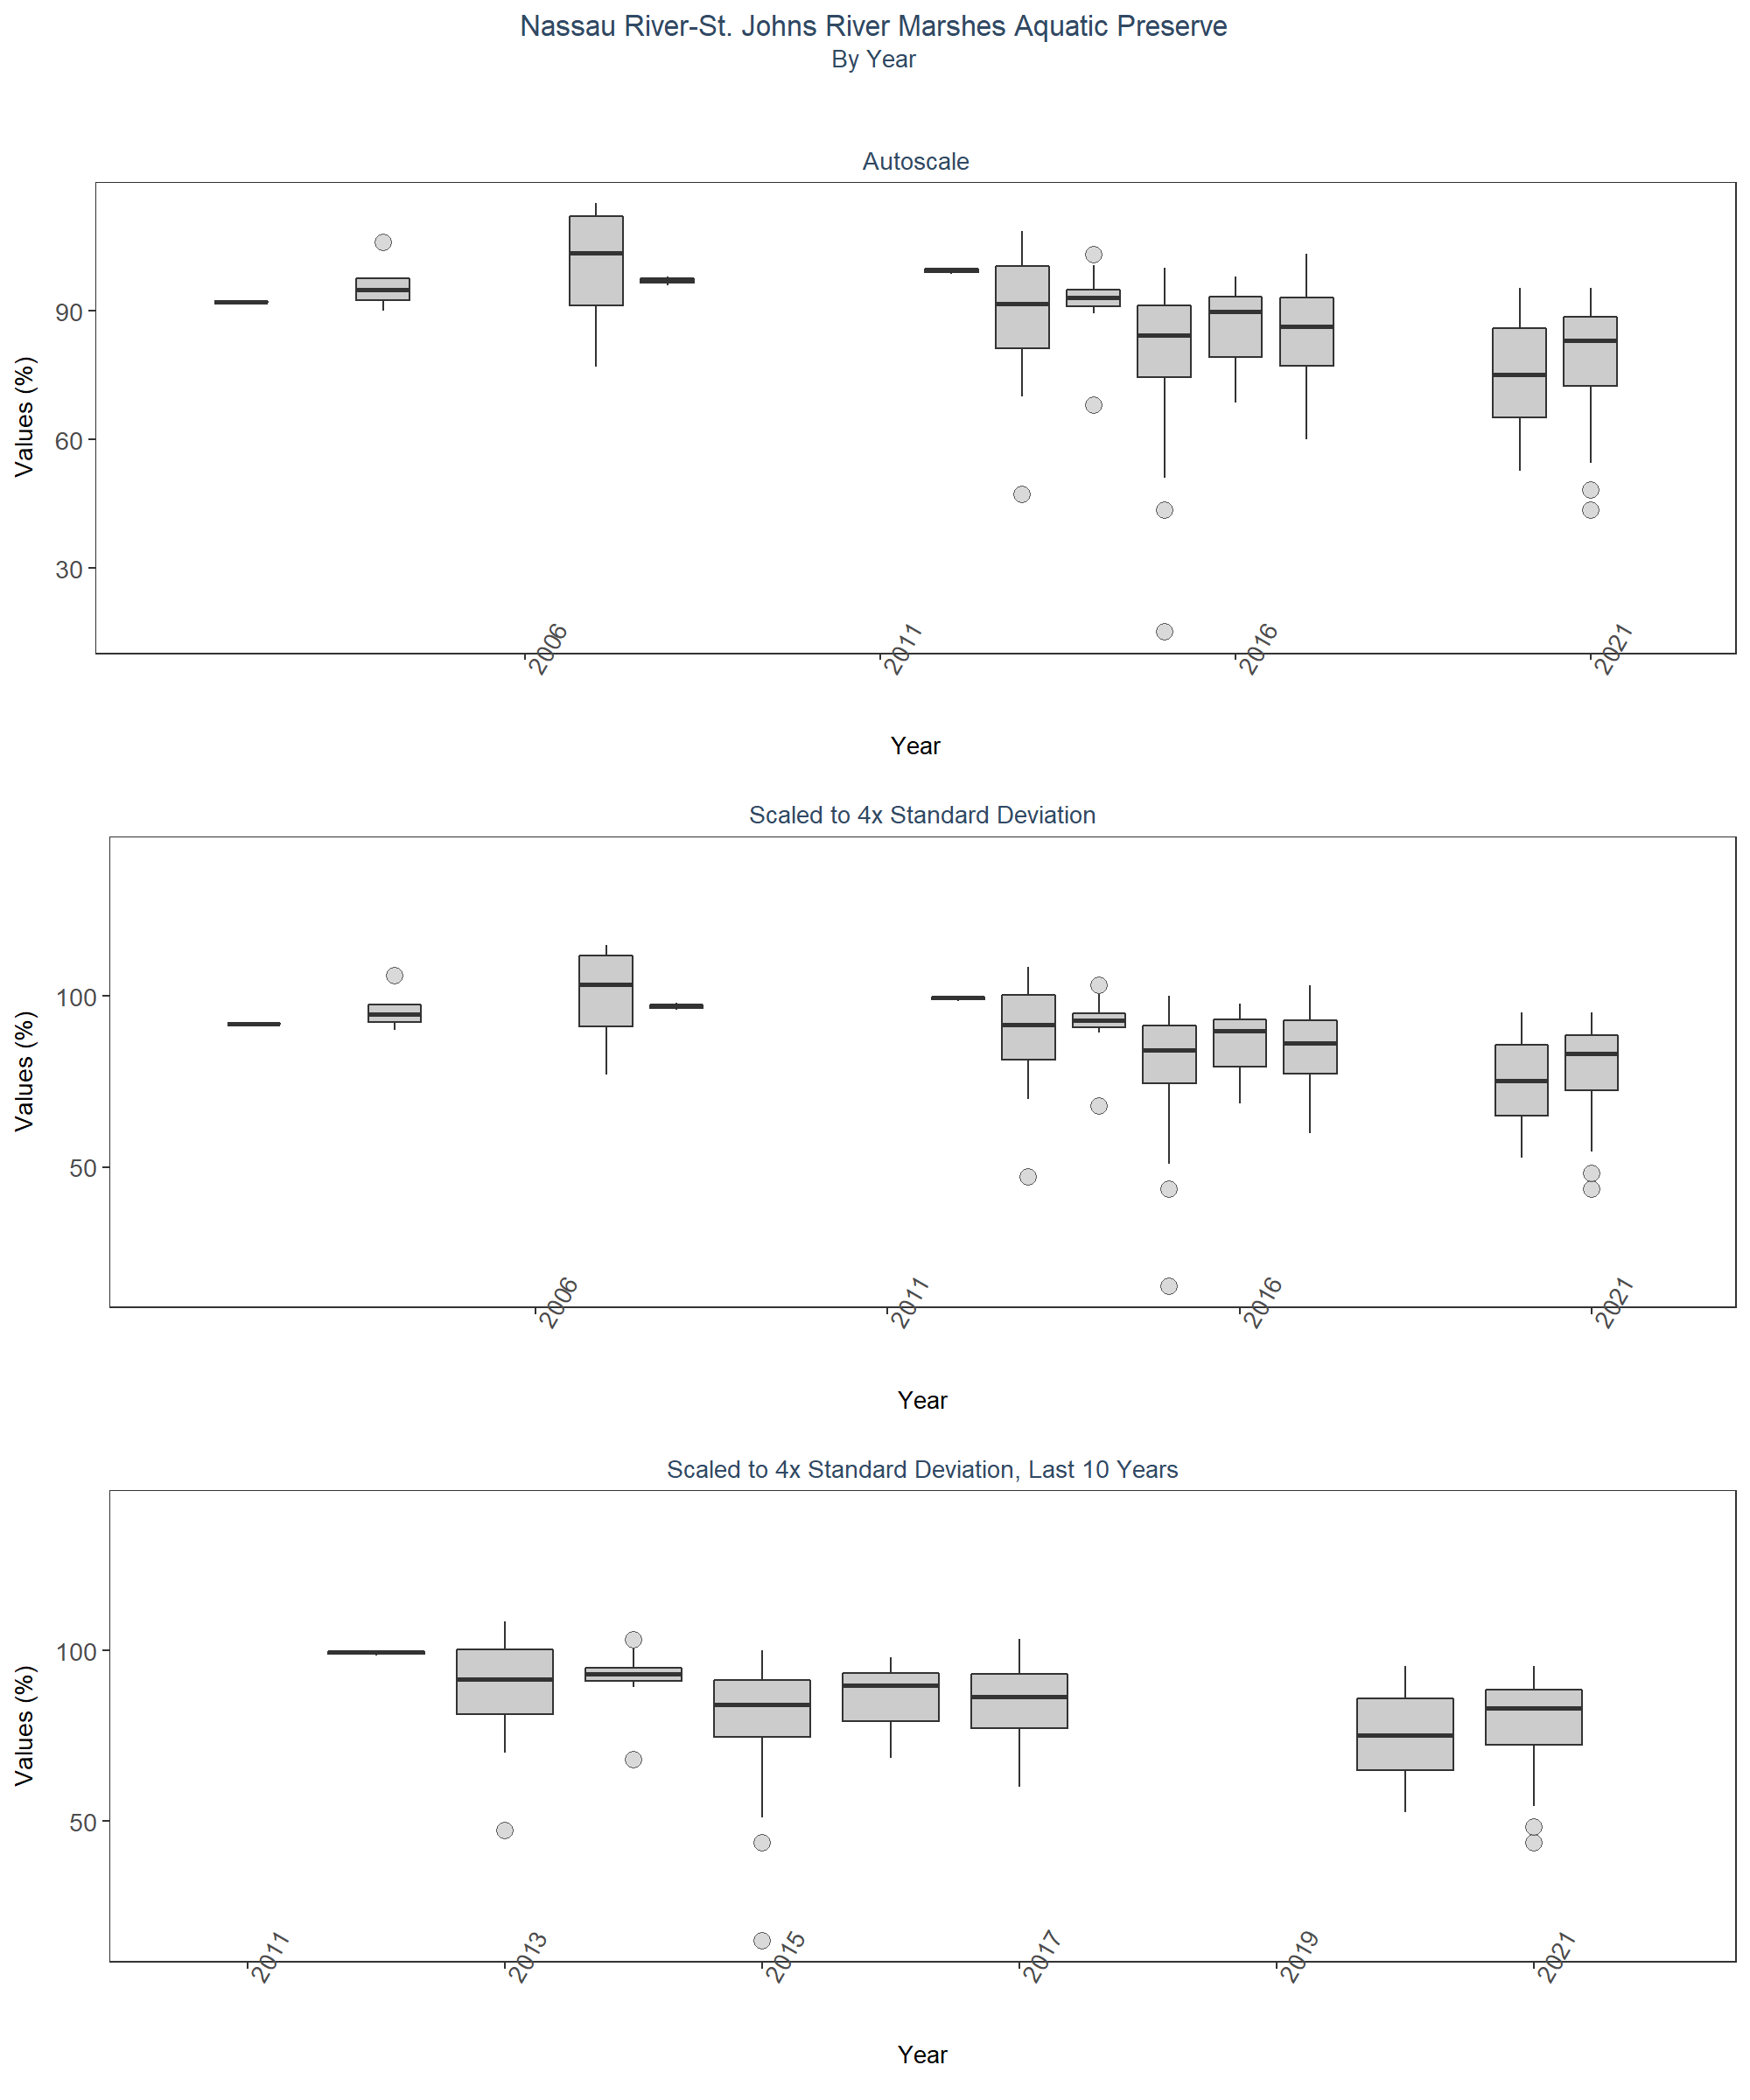 Nassau River-St. Johns River Marshes Aquatic Preserve
By Year
Autoscale
Values (%)
90
60
30
2006
2011
2016
2021
Year
Scaled to 4x Standard Deviation
Values (%)
100
50
2006
2011
2016
2021
Year
Scaled to 4x Standard Deviation, Last 10 Years
Values (%)
100
50
2011
2013
2015
2017
2019
2021
Year